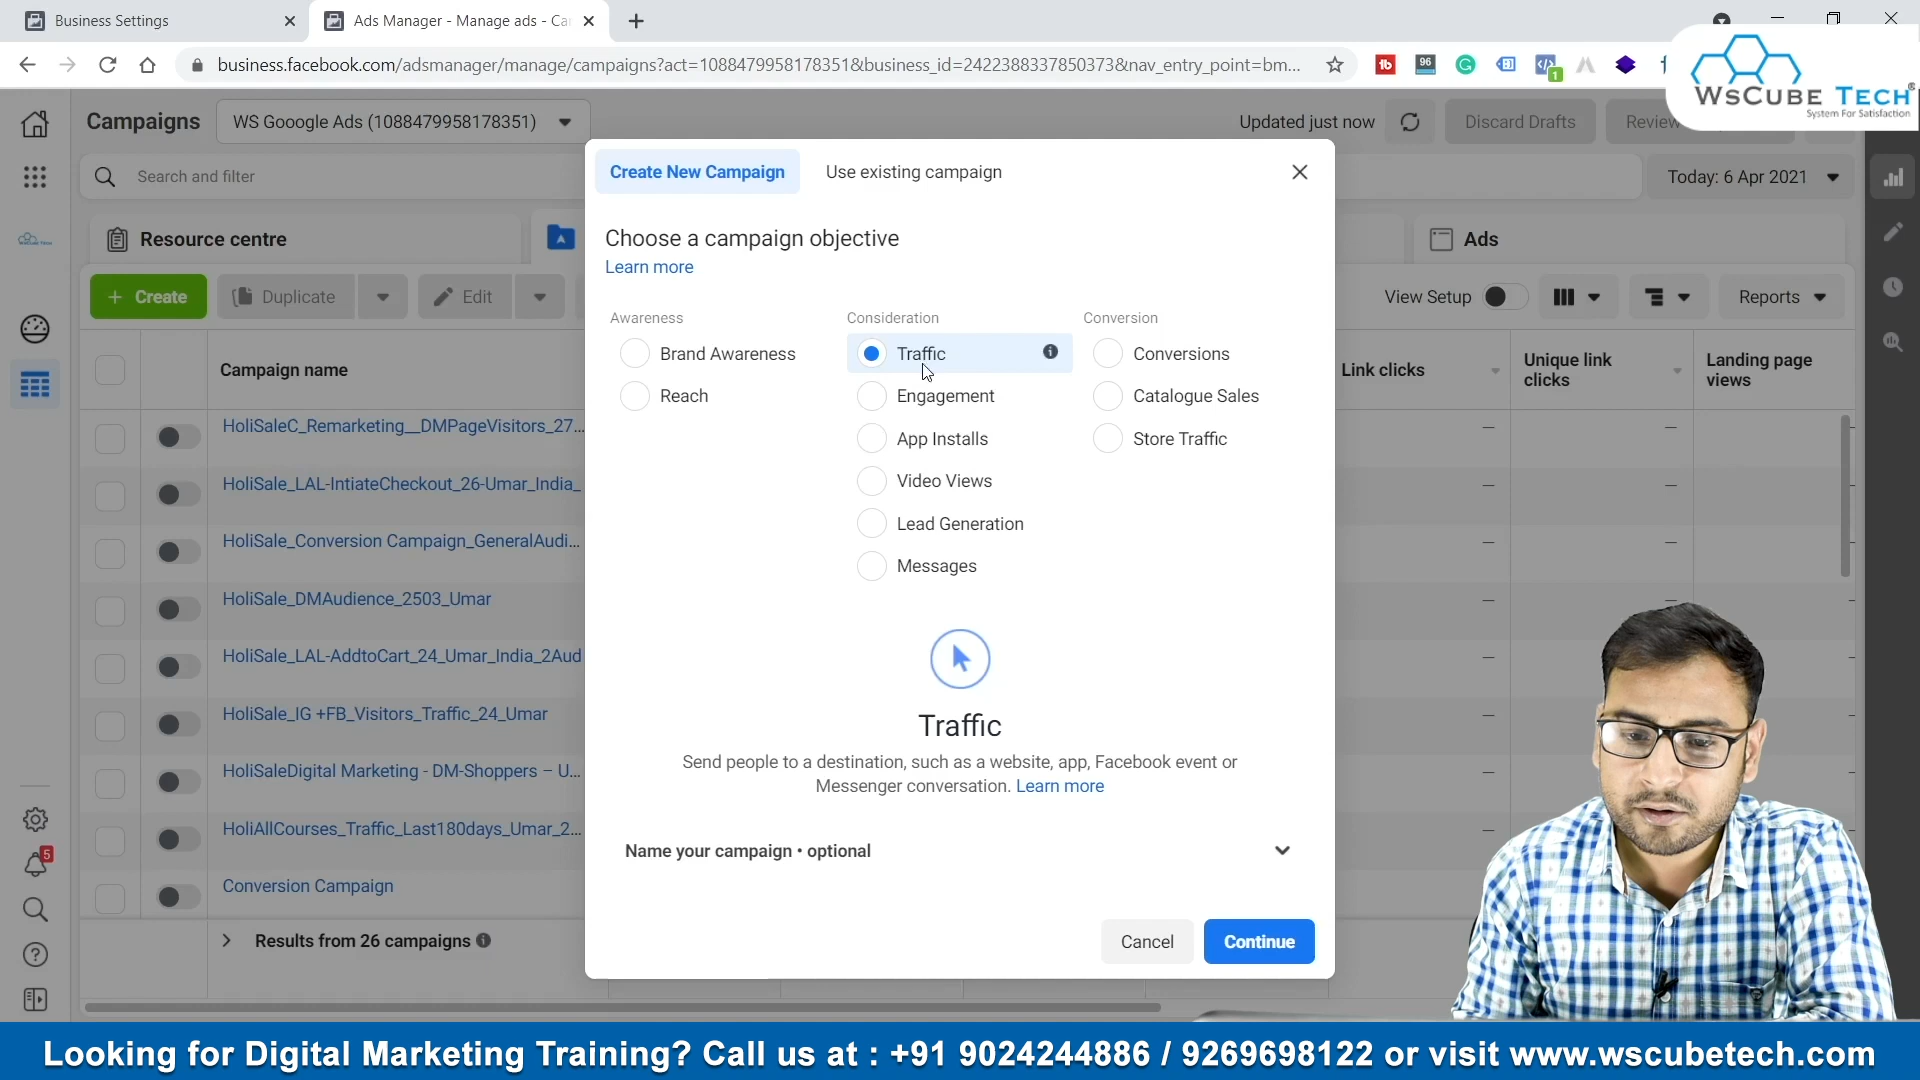 Business Settings
Ads Manager - Manage ads - Ca
business.facebook.com/adsmanager/manage/campaigns?act=1088479958178351&business_id=242238837850373&nav_entry_point=bm...
96
1
WsCube Tech
System For Satisfaction
Campaigns
WS Gooogle Ads (1088479958178351)
Updated just now
Discard Drafts
Review
Search and filter
Today: 6 Apr 2021
Resource centre
Ads
+ Create
Duplicate
Edit
View Setup
Reports
Campaign name
Link clicks
Unique link clicks
Landing page views
HoliSaleC_Remarketing__DMPageVisitors_27...
HoliSale_LAL-IntiateCheckout_26-Umar_India_
HoliSale_Conversion Campaign_GeneralAudi...
HoliSale_DMAudience_2503_Umar
HoliSale_LAL-AddtoCart_24_Umar_India_2Aud
HoliSale_IG +FB_Visitors_Traffic_24_Umar
HoliSaleDigital Marketing - DM-Shoppers – U...
HoliAllCourses_Traffic_Last180days_Umar_2...
Conversion Campaign
Results from 26 campaigns
5
Create New Campaign
Use existing campaign
Choose a campaign objective
Learn more
Awareness
Brand Awareness
Reach
Consideration
Traffic
Engagement
App Installs
Video Views
Lead Generation
Messages
Conversion
Conversions
Catalogue Sales
Store Traffic
Traffic
Send people to a destination, such as a website, app, Facebook event or
Messenger conversation. Learn more
Name your campaign • optional
Cancel
Continue
Looking for Digital Marketing Training? Call us at : +91 9024244886 / 9269698122 or visit www.wscubetech.com